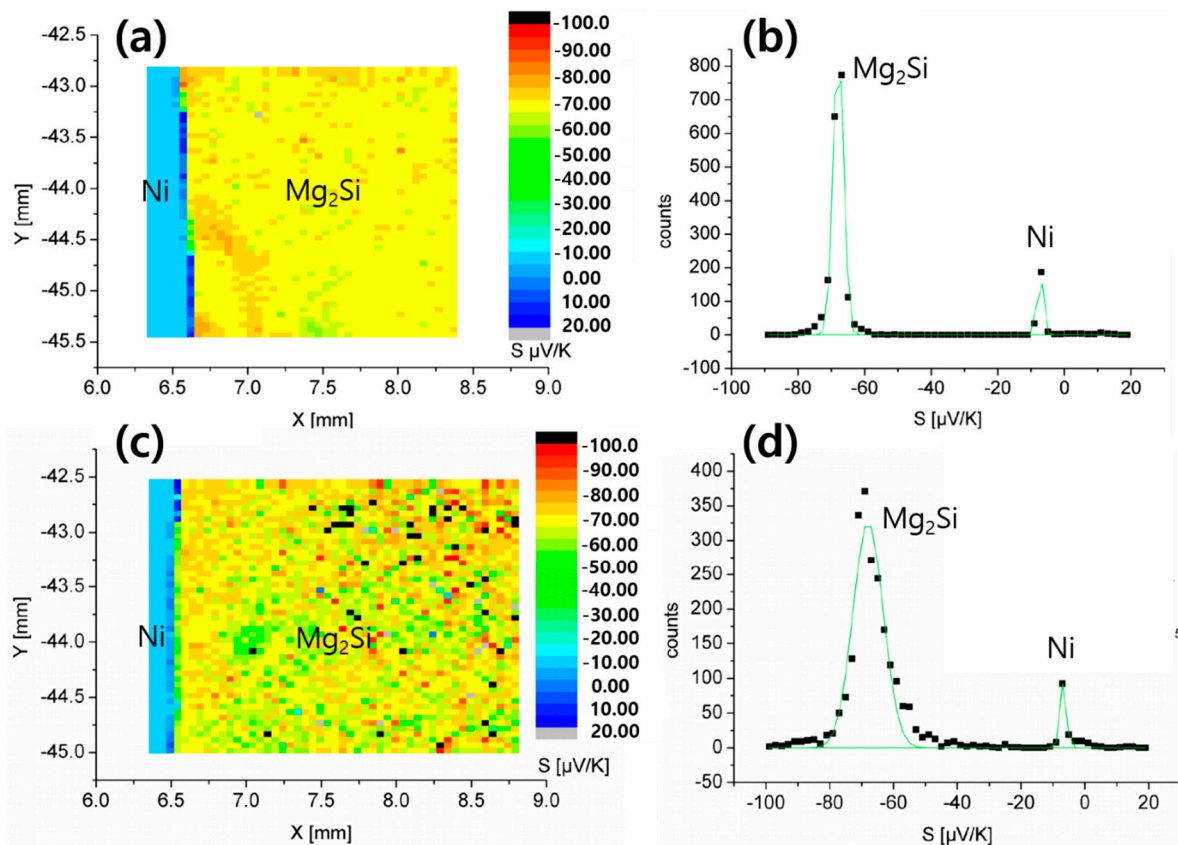 (a)
-42.5
-43.0
-43.5
-44.0
-44.5
-45.0
-45.5
Y [mm]
Ni
Mg₂Si
6.0 6.5 7.0 7.5 8.0 8.5 9.0
X [mm]
-100.0
-90.00
-80.00
-70.00
-60.00
-50.00
-40.00
-30.00
-20.00
-10.00
0.00
10.00
20.00
S µV/K
(b)
800
700
600
500
400
300
200
100
0
-100
counts
Mg₂Si
Ni
-100 -80 -60 -40 -20 0 20
S [µV/K]
(c)
-42.5
-43.0
-43.5
-44.0
-44.5
-45.0
Y [mm]
Ni
Mg₂Si
6.0 6.5 7.0 7.5 8.0 8.5 9.0
X [mm]
-100.0
-90.00
-80.00
-70.00
-60.00
-50.00
-40.00
-30.00
-20.00
-10.00
0.00
10.00
20.00
S [µV/K]
(d)
400
350
300
250
200
150
100
50
0
-50
counts
Mg₂Si
Ni
-100 -80 -60 -40 -20 0 20
S [µV/K]